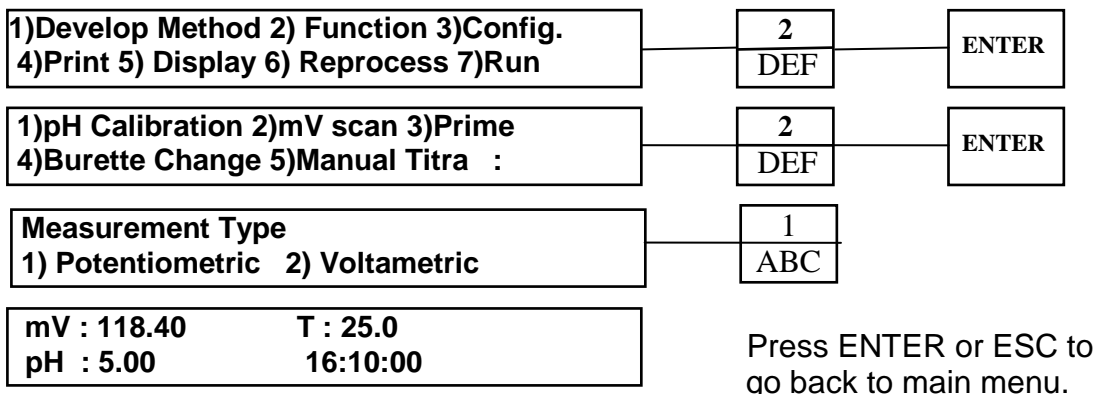 1)Develop Method 2) Function 3)Config.
4)Print 5) Display 6) Reprocess 7)Run
2
DEF
ENTER
1)pH Calibration 2)mV scan 3)Prime
4)Burette Change 5)Manual Titra :
2
DEF
ENTER
Measurement Type
1) Potentiometric 2) Voltametric
1
ABC
mV : 118.40 T : 25.0
pH : 5.00 16:10:00
Press ENTER or ESC to
go back to main menu.